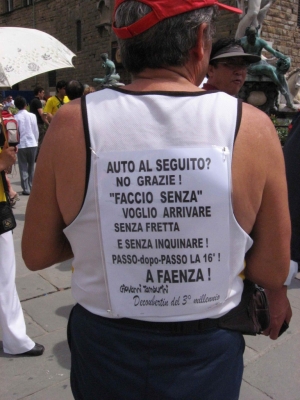 AUTO AL SEGUITO?
NO GRAZIE !
"FACCIO SENZA"
VOGLIO ARRIVARE
SENZA FRETTA
E SENZA INQUINARE !
PASSO-dopo-PASSO LA 16° !
A FAENZA !
Decoubertin del 3° millennio